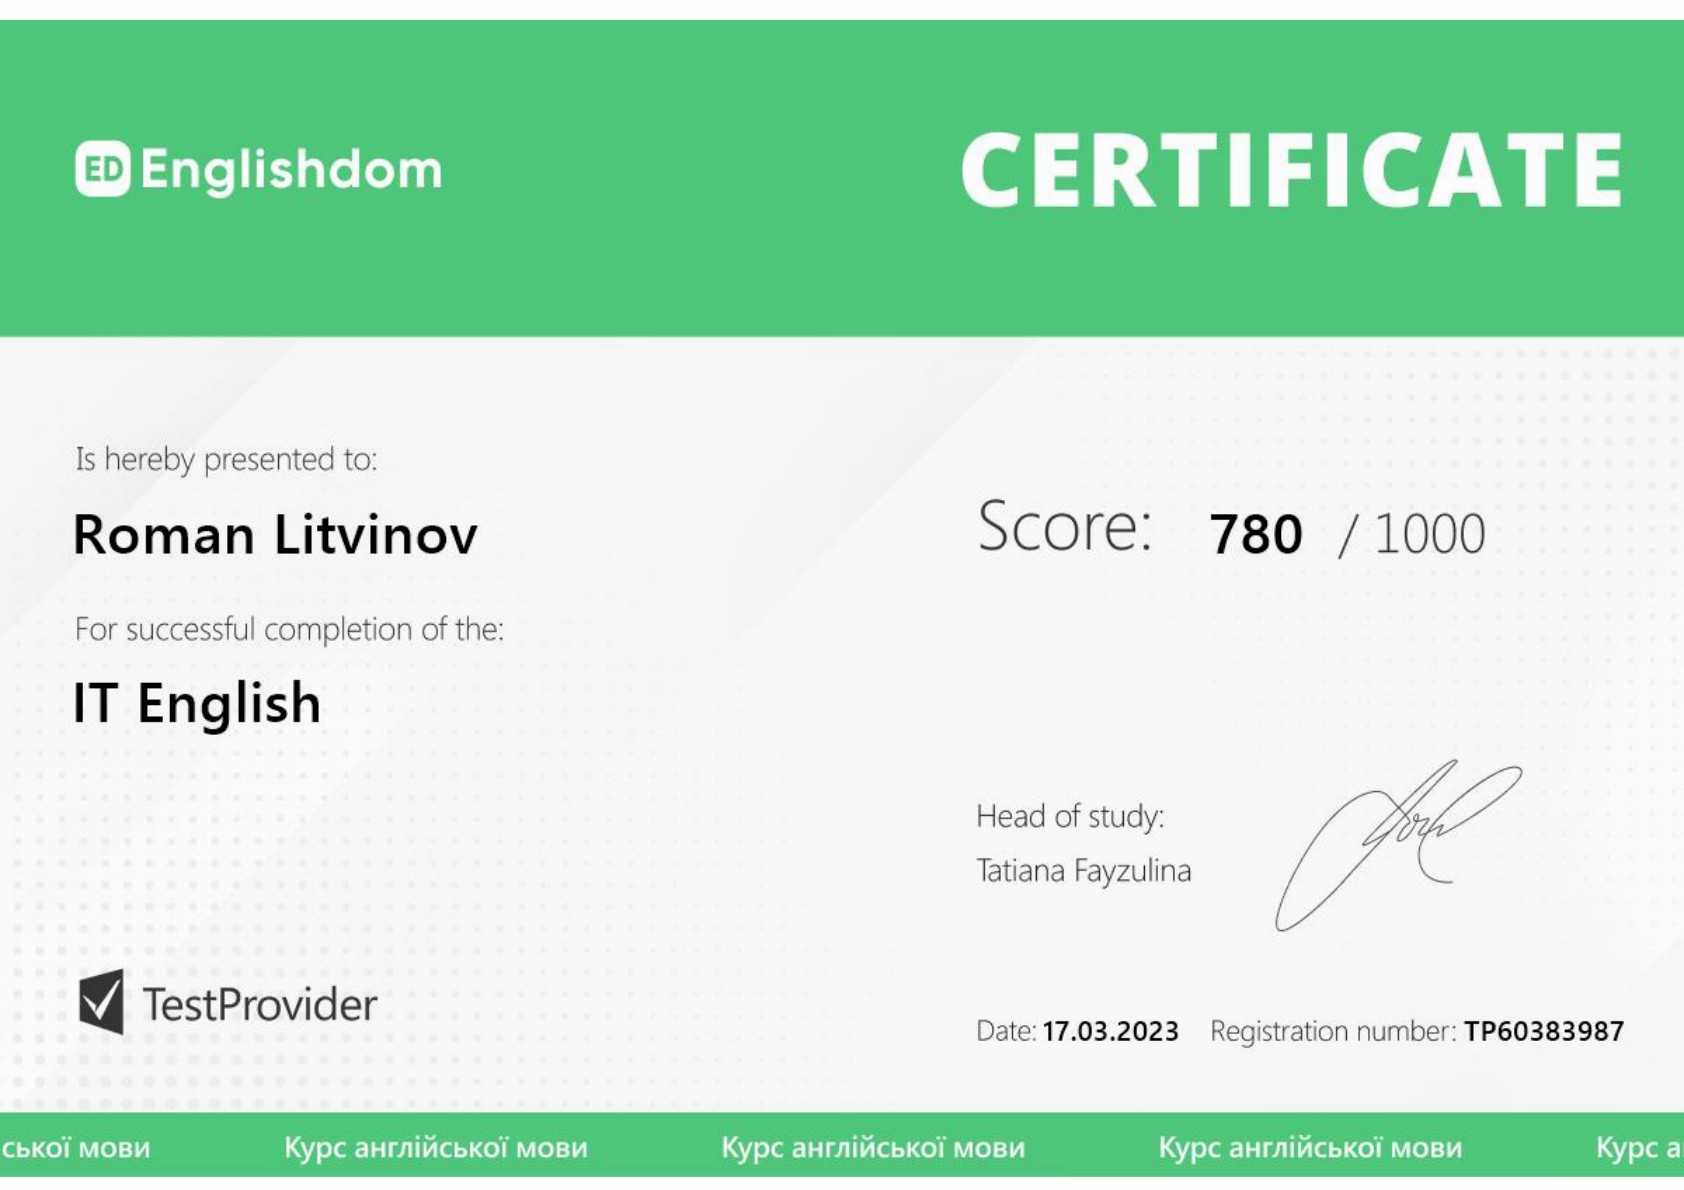 ED Englishdom
CERTIFICATE
Is hereby presented to:
Roman Litvinov
For successful completion of the:
IT English
Score: 780 / 1000
Head of study:
Tatiana Fayzulina
TestProvider
Date: 17.03.2023 Registration number: TP60383987
ської мови Курс англійської мови Курс англійської мови Курс англійської мови Курс а